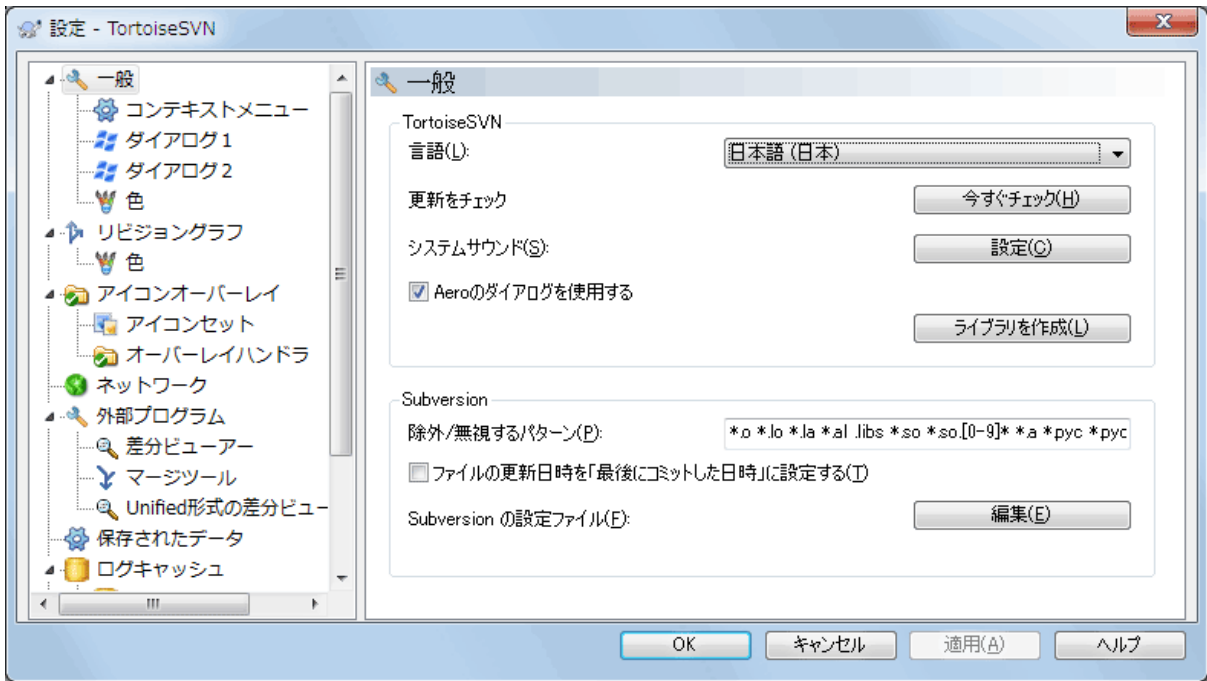 設定 - TortoiseSVN
一般
コンテキストメニュー
ダイアログ1
ダイアログ2
色
リビジョングラフ
色
アイコンオーバーレイ
アイコンセット
オーバーレイハンドラ
ネットワーク
外部プログラム
差分ビューアー
マージツール
Unified形式の差分ビュー
保存されたデータ
ログキャッシュ
一般
TortoiseSVN
言語(L):
日本語 (日本)
更新をチェック
今すぐチェック(H)
システムサウンド(S):
設定(C)
Aeroのダイアログを使用する
ライブラリを作成(L)
Subversion
除外/無視するパターン(P):
*.o *.lo *.la *.al .libs *.so *.so.[0-9]* *.a *.pyc *.pyc
ファイルの更新日時を「最後にコミットした日時」に設定する(T)
Subversion の設定ファイル(F):
編集(E)
OK
キャンセル
適用(A)
ヘルプ